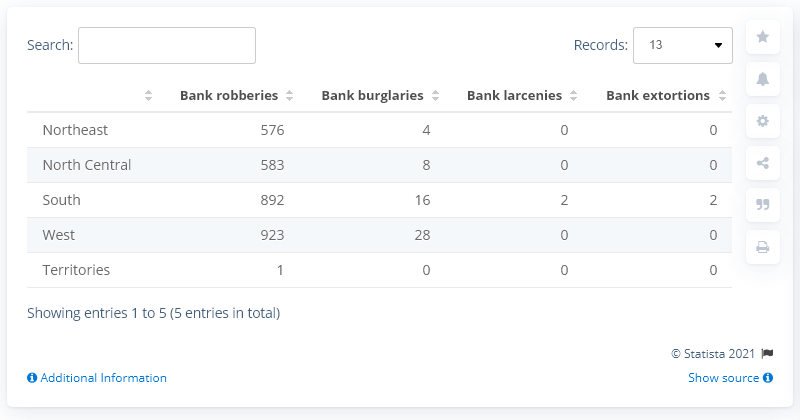 Search: Records: 13
Bank robberies Bank burglaries Bank larcenies Bank extortions
Northeast 576 4 0 0
North Central 583 8 0 0
South 892 16 2 2
West 923 28 0 0
Territories 1 0 0 0
Showing entries 1 to 5 (5 entries in total)
© Statista 2021
Additional Information Show source